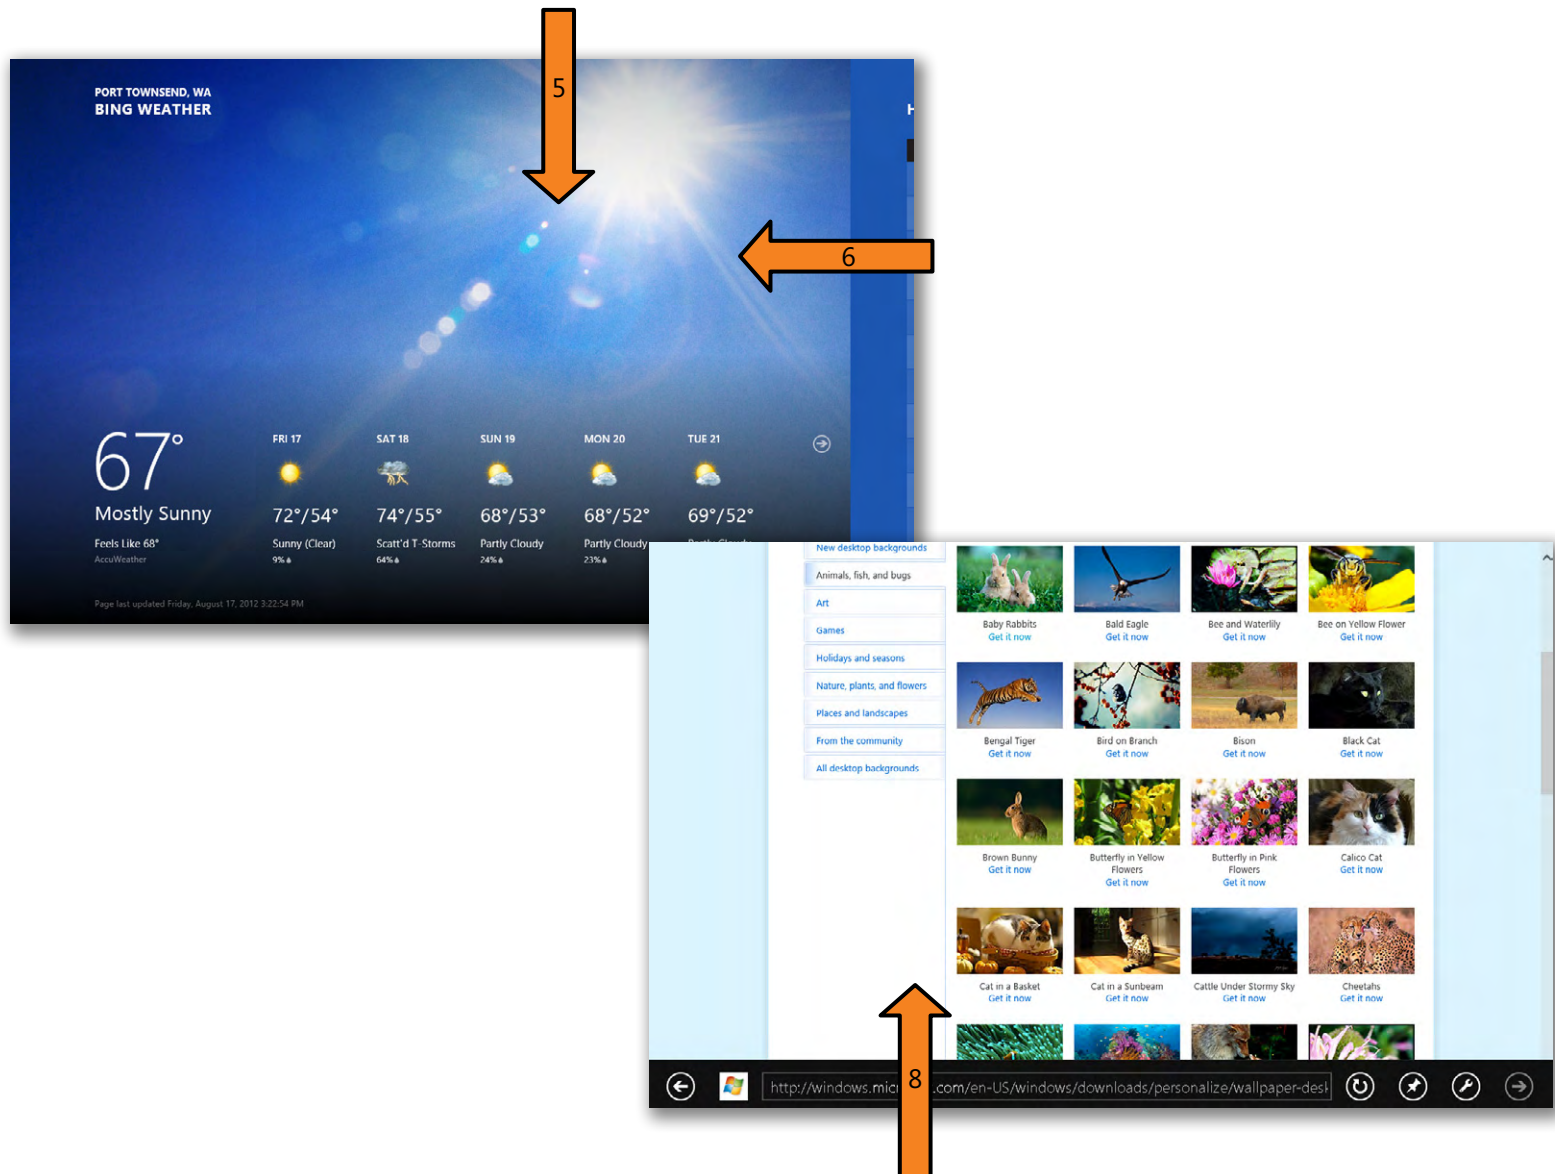 5
PORT TOWNSEND, WA
BING WEATHER
H
6
67°
Mostly Sunny
Feels Like 68°
AccuWeather
FRI 17
72°/54°
Sunny (Clear)
9%
SAT 18
74°/55°
Scatt'd T-Storms
64%
SUN 19
68°/53°
Partly Cloudy
24%
MON 20
68°/52°
Partly Cloudy
23%
TUE 21
69°/52°
Partly Cloudy
Page last updated Friday, August 17, 2012 3:22:54 PM
New desktop backgrounds
Animals, fish, and bugs
Art
Games
Holidays and seasons
Nature, plants, and flowers
Places and landscapes
From the community
All desktop backgrounds
Baby Rabbits
Get it now
Bald Eagle
Get it now
Bee and Waterlily
Get it now
Bee on Yellow Flower
Get it now
Bengal Tiger
Get it now
Bird on Branch
Get it now
Bison
Get it now
Black Cat
Get it now
Brown Bunny
Get it now
Butterfly in Yellow
Flowers
Get it now
Butterfly in Pink
Flowers
Get it now
Calico Cat
Get it now
Cat in a Basket
Get it now
Cat in a Sunbeam
Get it now
Cattle Under Stormy Sky
Get it now
Cheetahs
Get it now
8
http://windows.mic .com/en-US/windows/downloads/personalize/wallpaper-des